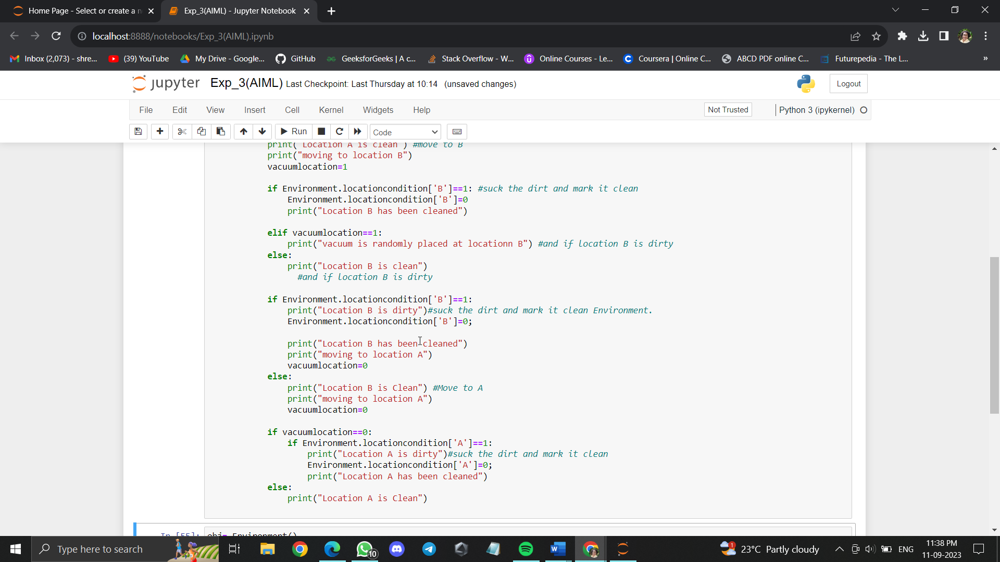 Home Page - Select or create a n
Exp_3(AIML) - Jupyter Notebook
localhost:8888/notebooks/Exp_3(AIML).ipynb
Inbox (2,073) - shre...
(39) YouTube
My Drive - Google...
GitHub
GeeksforGeeks | A c...
Stack Overflow - W...
Online Courses - Le...
Coursera | Online C...
ABCD PDF online C...
Futurepedia - The L...
»
jupyter Exp_3(AIML) Last Checkpoint: Last Thursday at 10:14 (unsaved changes)
Logout
File Edit View Insert Cell Kernel Widgets Help
Not Trusted
Python 3 (ipykernel)
Run
Code
print("Location A is clean") #move to B
print("moving to location B")
vacuumlocation=1
if Environment.locationcondition['B']==1: #suck the dirt and mark it clean
Environment.locationcondition['B']=0
print("Location B has been cleaned")
elif vacuumlocation==1:
print("vacuum is randomly placed at locationn B") #and if location B is dirty
else:
print("Location B is clean")
#and if location B is dirty
if Environment.locationcondition['B']==1:
print("Location B is dirty")#suck the dirt and mark it clean Environment.
Environment.locationcondition['B']=0;
print("Location B has been cleaned")
print("moving to location A")
vacuumlocation=0
else:
print("Location B is Clean") #Move to A
print("moving to location A")
vacuumlocation=0
if vacuumlocation==0:
if Environment.locationcondition['A']==1:
print("Location A is dirty")#suck the dirt and mark it clean
Environment.locationcondition['A']=0;
print("Location A has been cleaned")
else:
print("Location A is Clean")
In [55]: obj= Environment()
Type here to search
10
1
23°C Partly cloudy
ENG
11:38 PM
11-09-2023